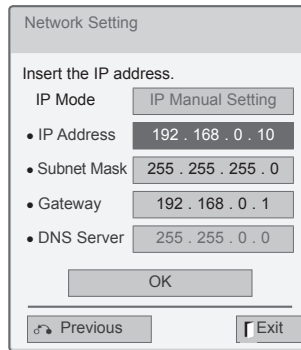 Network Setting
Insert the IP address.
IP Mode IP Manual Setting
• IP Address 192 . 168 . 0 . 10
• Subnet Mask 255 . 255 . 255 . 0
• Gateway 192 . 168 . 0 . 1
• DNS Server 255 . 255 . 0 . 0
OK
Previous Exit